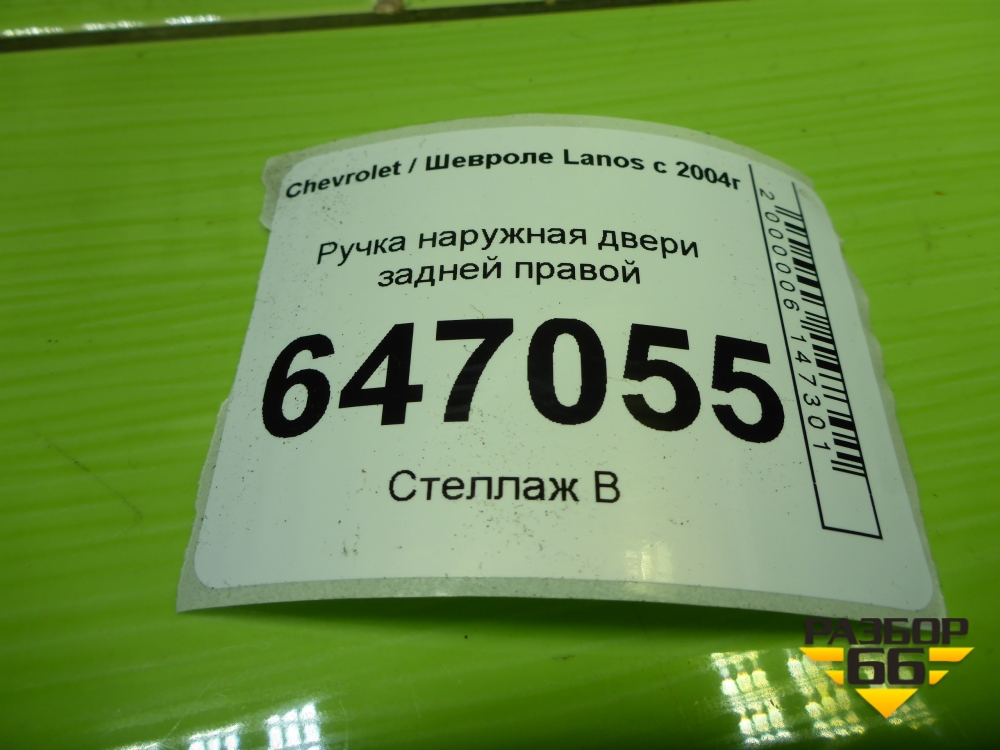 Chevrolet / Шевроле Lanos с 2004г
Ручка наружная двери
задней правой
647055
Стеллаж В
2000006147301
РАЗБОР
66